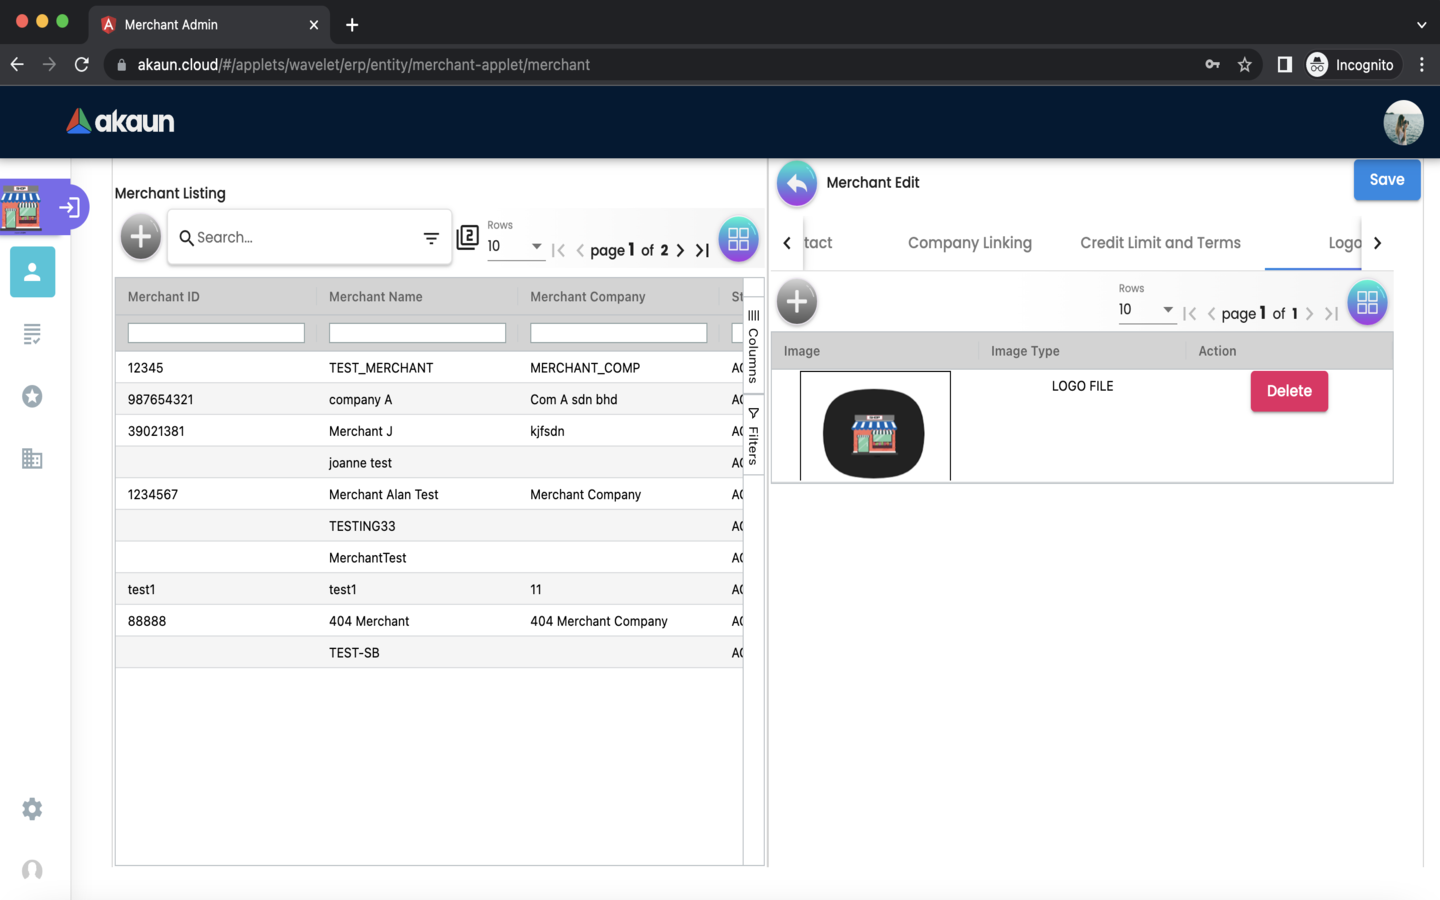 Merchant Admin
akaun.cloud/#/applets/wavelet/erp/entity/merchant-applet/merchant
Incognito
akaun
SHOP
Merchant Listing
Search...
2
Rows
10
page 1 of 2
Merchant ID Merchant Name Merchant Company St
12345 TEST_MERCHANT MERCHANT_COMP AC
987654321 company A Com A sdn bhd AC
39021381 Merchant J kjfsdn AC
joanne test AC
1234567 Merchant Alan Test Merchant Company AC
TESTING33 AC
MerchantTest AC
test1 test1 11 AC
88888 404 Merchant 404 Merchant Company AC
TEST-SB AC
Columns
Filters
Merchant Edit
Save
tact Company Linking Credit Limit and Terms Logo
Rows
10
page 1 of 1
Image Image Type Action
SHOP
LOGO FILE
Delete